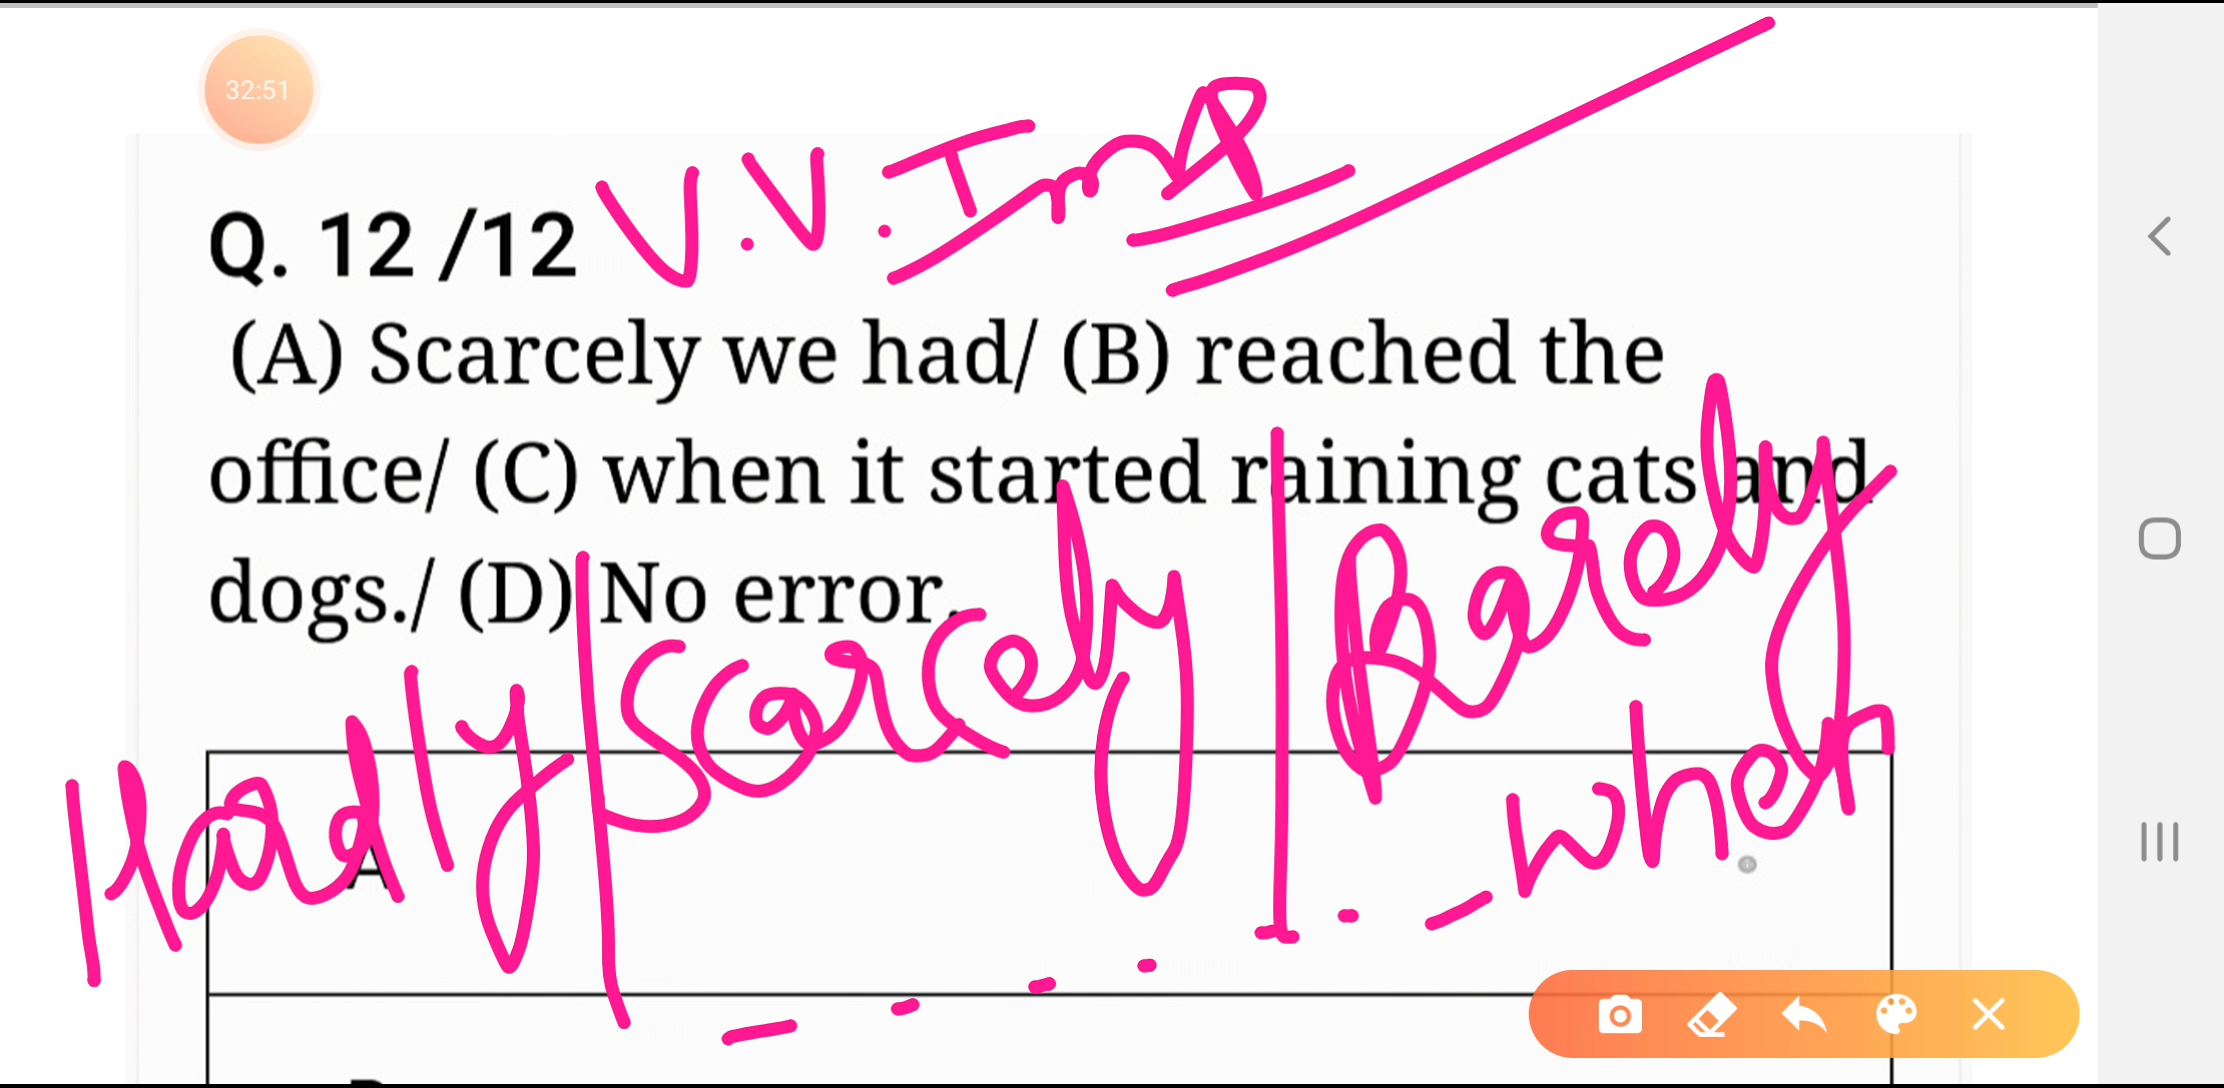 32:51
V.V.Imp
Q. 12 /12
(A) Scarcely we had/ (B) reached the
office/ (C) when it started raining cats and
dogs./ (D) No error.
Hardly | Scarcely | Barely
- - - - - - - when
A